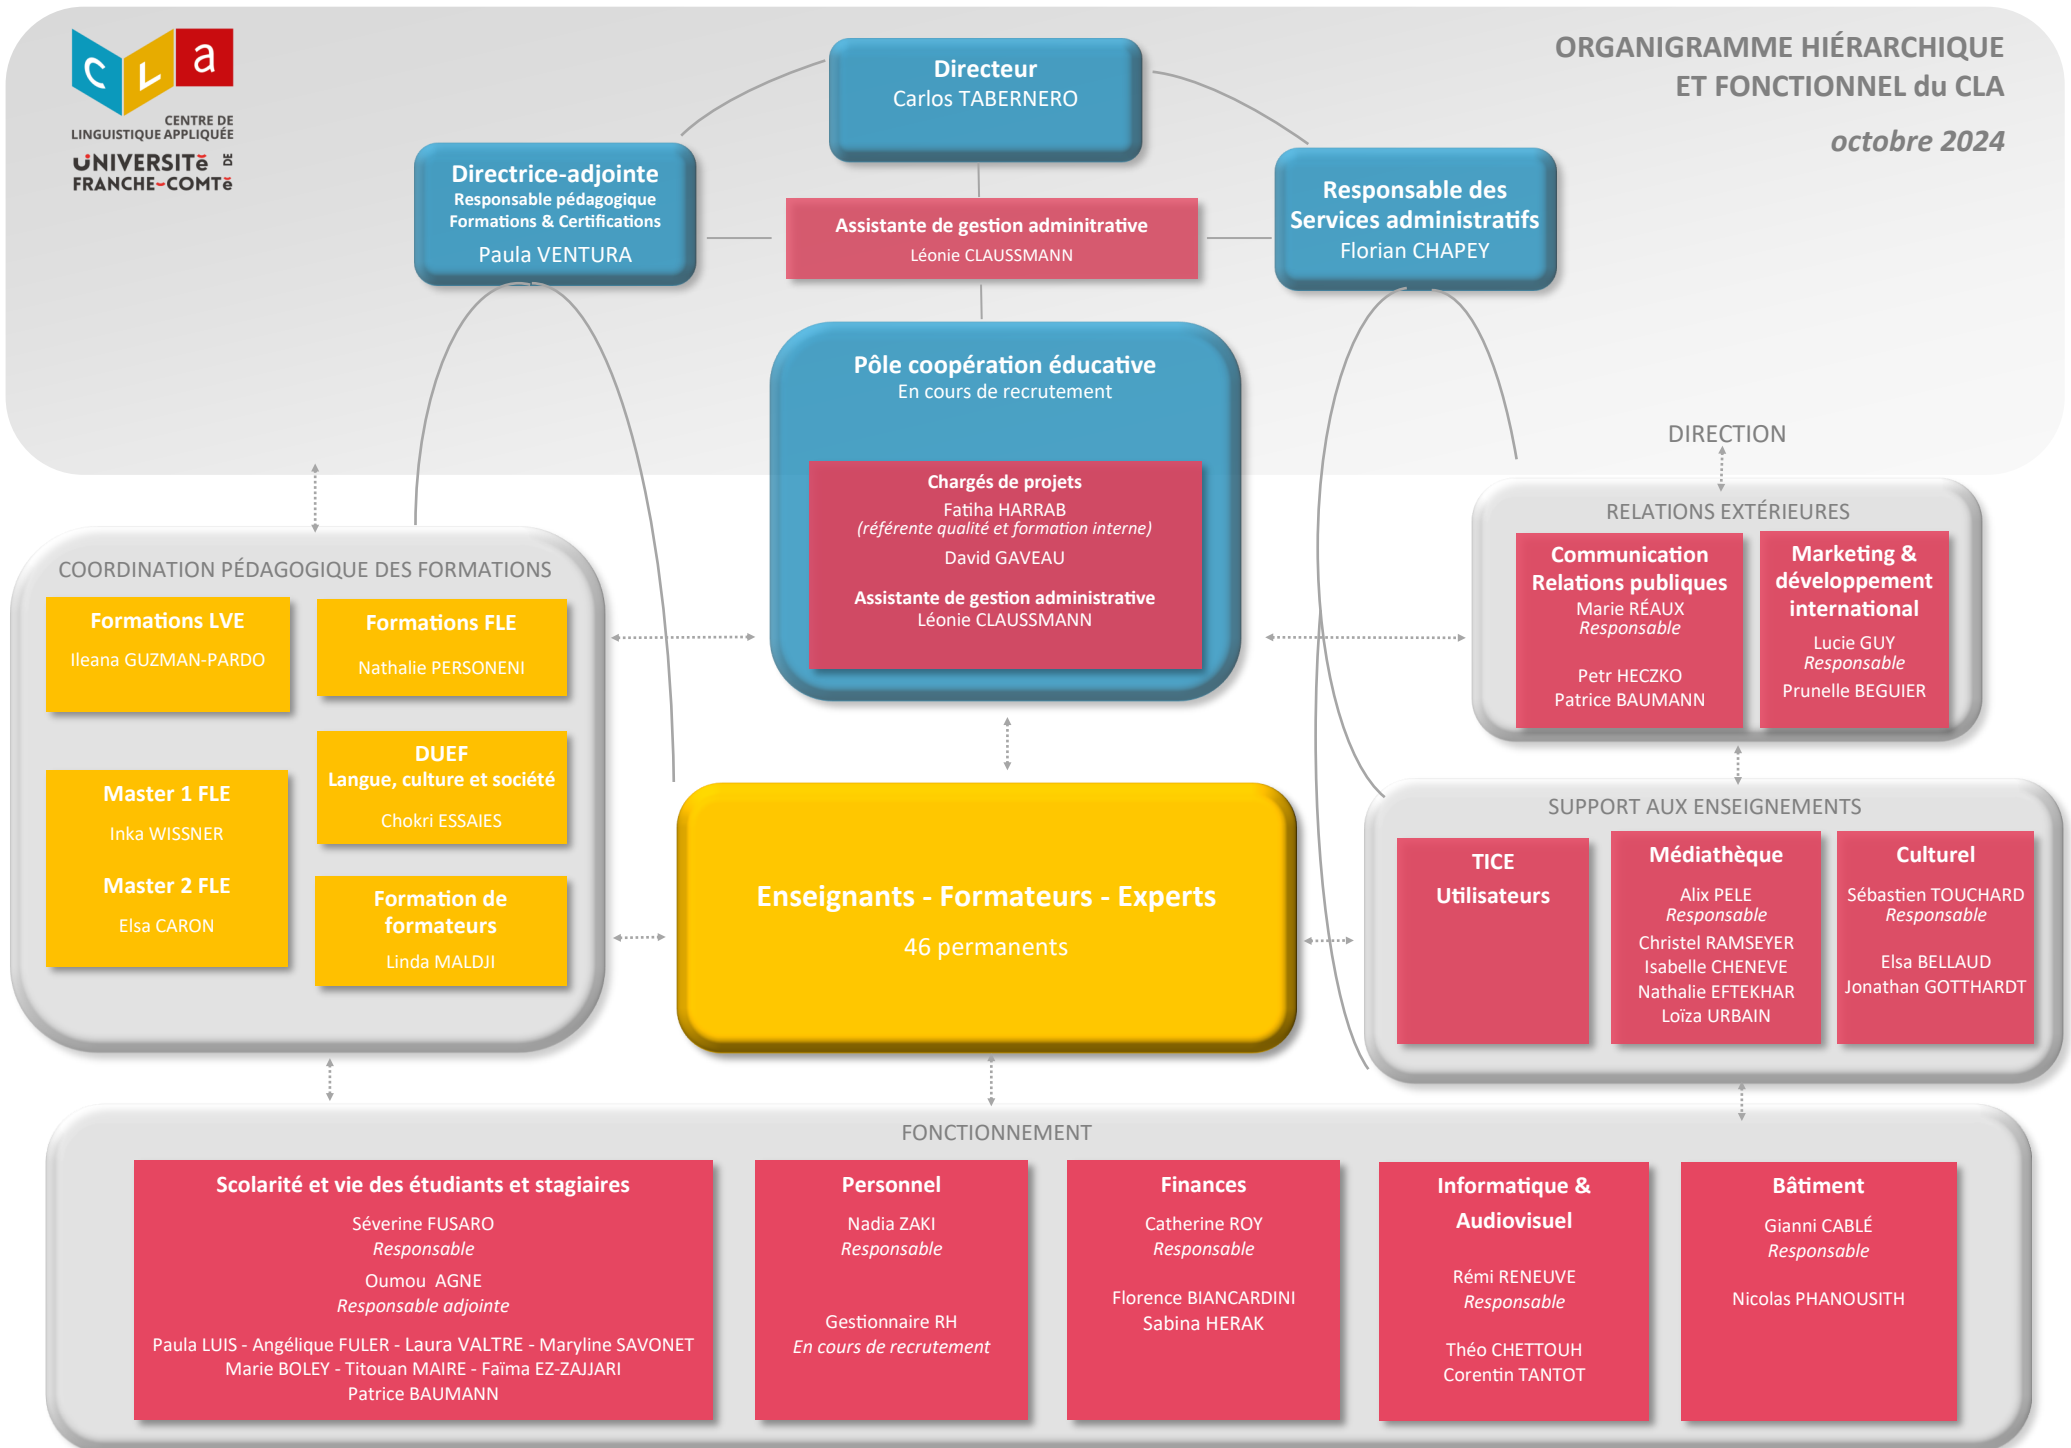 CLa
CENTRE DE
LINGUISTIQUE APPLIQUÉE
UNIVERSITĕ DE
FRANCHE-COMTĕ
ORGANIGRAMME HIÉRARCHIQUE
ET FONCTIONNEL du CLA
octobre 2024
Directeur
Carlos TABERNERO
Directrice-adjointe
Responsable pédagogique
Formations & Certifications
Paula VENTURA
Assistante de gestion adminitrative
Léonie CLAUSSMANN
Responsable des
Services administratifs
Florian CHAPEY
Pôle coopération éducative
En cours de recrutement
Chargés de projets
Fatiha HARRAB
(référente qualité et formation interne)
David GAVEAU
Assistante de gestion administrative
Léonie CLAUSSMANN
DIRECTION
RELATIONS EXTÉRIEURES
Communication
Relations publiques
Marie RÉAUX
Responsable
Petr HECZKO
Patrice BAUMANN
Marketing &
développement
international
Lucie GUY
Responsable
Prunelle BEGUIER
COORDINATION PÉDAGOGIQUE DES FORMATIONS
Formations LVE
Ileana GUZMAN-PARDO
Formations FLE
Nathalie PERSONENI
Master 1 FLE
Inka WISSNER
Master 2 FLE
Elsa CARON
DUEF
Langue, culture et société
Chokri ESSAIES
Formation de
formateurs
Linda MALDJI
Enseignants - Formateurs - Experts
46 permanents
SUPPORT AUX ENSEIGNEMENTS
TICE
Utilisateurs
Médiathèque
Alix PELE
Responsable
Christel RAMSEYER
Isabelle CHENEVE
Nathalie EFTEKHAR
Loïza URBAIN
Culturel
Sébastien TOUCHARD
Responsable
Elsa BELLAUD
Jonathan GOTTHARDT
FONCTIONNEMENT
Scolarité et vie des étudiants et stagiaires
Séverine FUSARO
Responsable
Oumou AGNE
Responsable adjointe
Paula LUIS - Angélique FULER - Laura VALTRE - Maryline SAVONET
Marie BOLEY - Titouan MAIRE - Faïma EZ-ZAJJARI
Patrice BAUMANN
Personnel
Nadia ZAKI
Responsable
Gestionnaire RH
En cours de recrutement
Finances
Catherine ROY
Responsable
Florence BIANCARDINI
Sabina HERAK
Informatique &
Audiovisuel
Rémi RENEUVE
Responsable
Théo CHETTOUH
Corentin TANTOT
Bâtiment
Gianni CABLÉ
Responsable
Nicolas PHANOUSITH